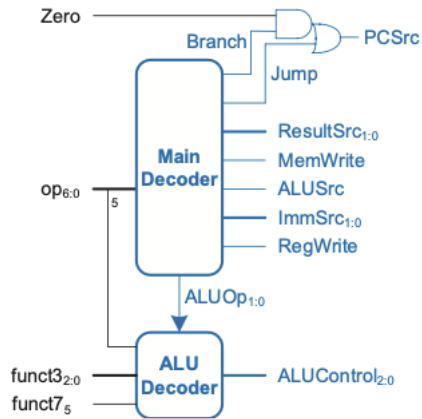 Zero
Branch
PCSrc
Jump
Main
Decoder
ResultSrc1:0
MemWrite
op6:0
5
ALUSrc
ImmSrc1:0
RegWrite
ALUOp1:0
ALU
Decoder
funct32:0
ALUControl2:0
funct75